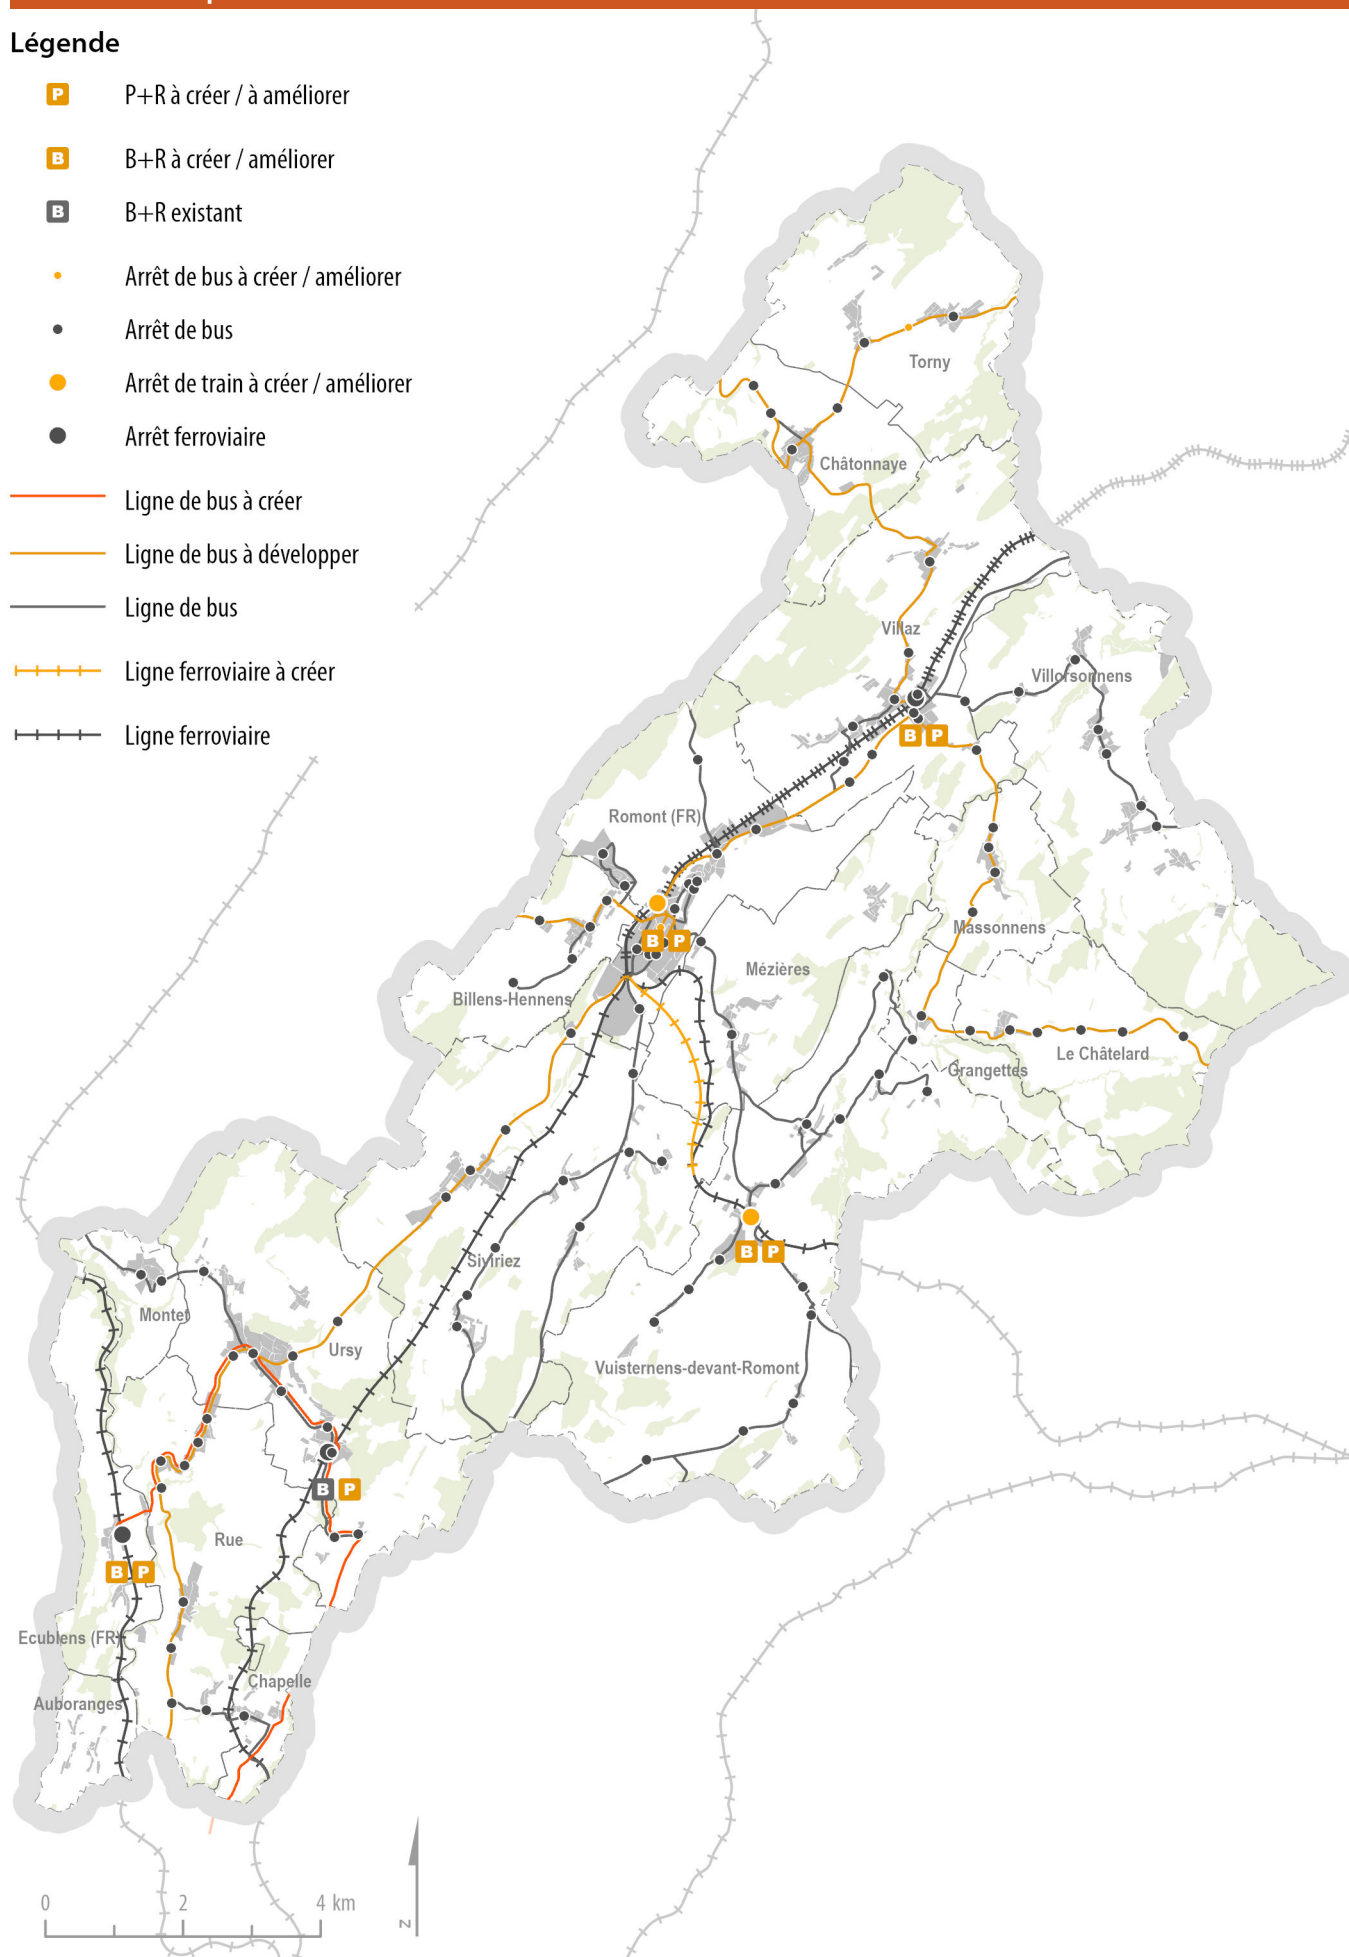 Légende
P P+R à créer / à améliorer
B B+R à créer / améliorer
B B+R existant
Arrêt de bus à créer / améliorer
Arrêt de bus
Arrêt de train à créer / améliorer
Arrêt ferroviaire
Ligne de bus à créer
Ligne de bus à développer
Ligne de bus
Ligne ferroviaire à créer
Ligne ferroviaire
Torny
Châtonnaye
Villaz
Villorsonnens
B P
Romont (FR)
Massonnens
B P
Mézières
Billens-Hennens
Le Châtelard
Grangettes
B P
Siviriez
Montet
Ursy
Vuisternens-devant-Romont
B P
Rue
B P
Ecublens (FR)
Chapelle
Auboranges
0 2 4 km
N